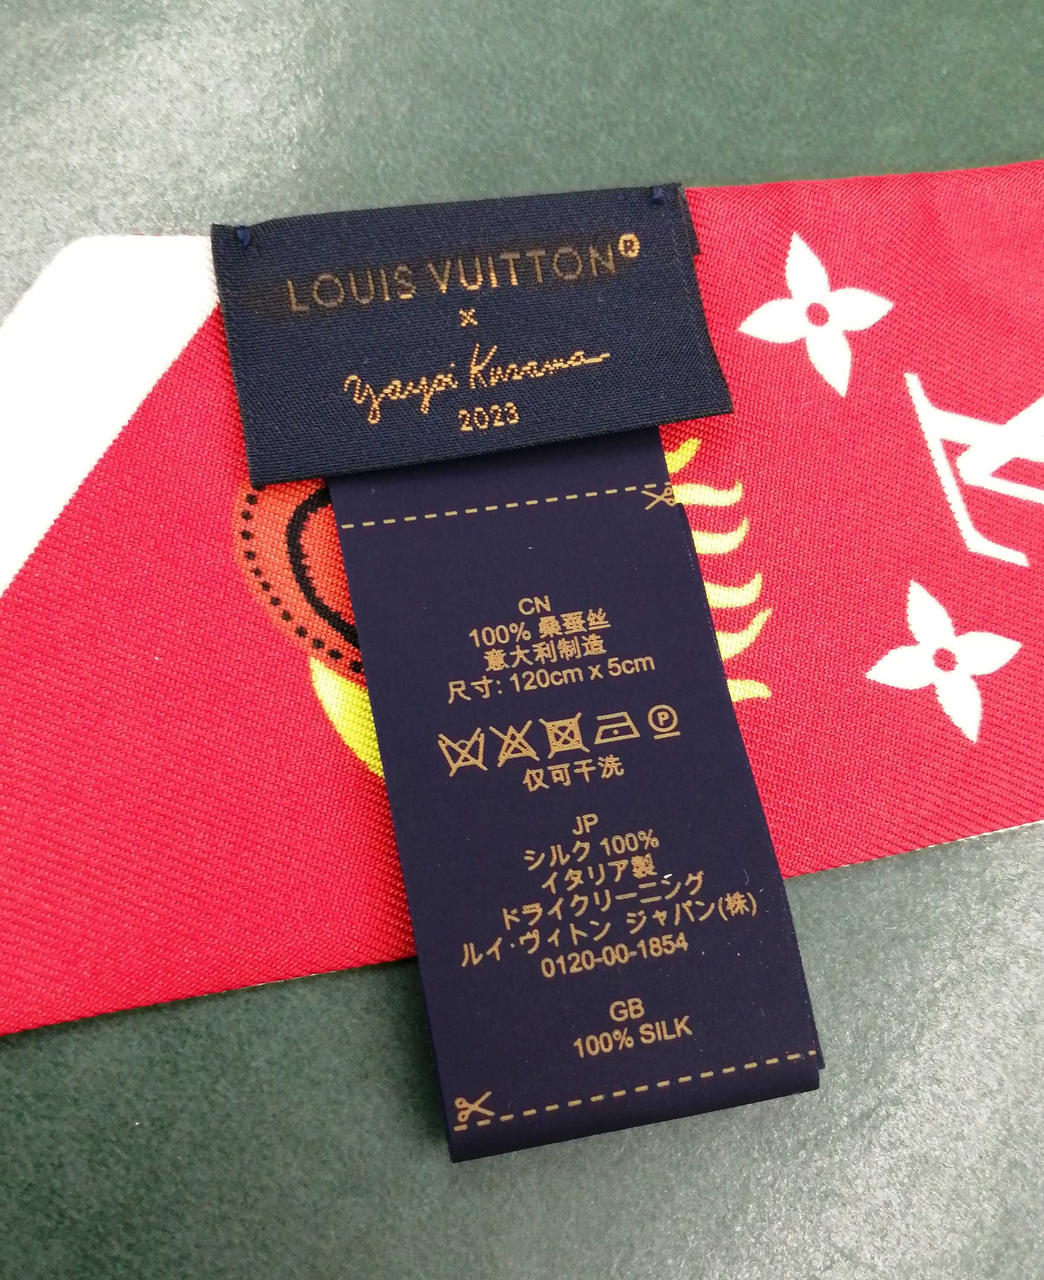 LOUIS VUITTON®
x
Yayoi Kusama
2023
CN
100% 桑蚕丝
意大利制造
尺寸: 120cm x 5cm
P
仅可干洗
JP
シルク 100%
イタリア製
ドライクリーニング
ルイ・ヴィトン ジャパン(株)
0120-00-1854
GB
100% SILK